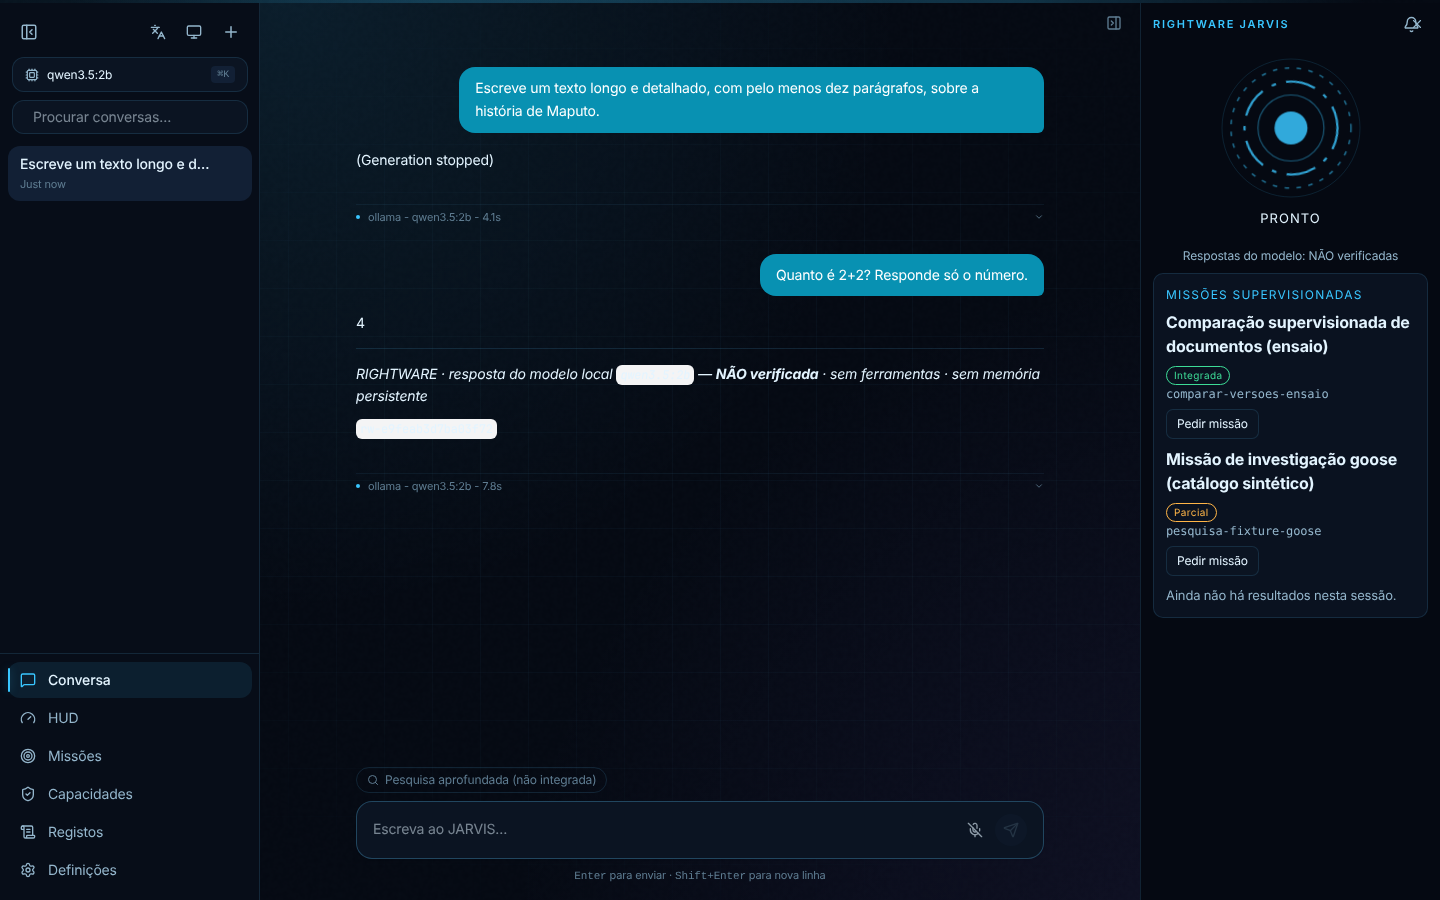 qwen3.5:2b
⌘K
Procurar conversas...
Escreve um texto longo e d...
Just now
Conversa
HUD
Missões
Capacidades
Registos
Definições
Escreve um texto longo e detalhado, com pelo menos dez parágrafos, sobre a
história de Maputo.
(Generation stopped)
ollama - qwen3.5:2b - 4.1s
Quanto é 2+2? Responde só o número.
4
RIGHTWARE · resposta do modelo local — NÃO verificada · sem ferramentas · sem memória
persistente
ollama - qwen3.5:2b - 7.8s
Pesquisa aprofundada (não integrada)
Escreva ao JARVIS...
Enter para enviar · Shift+Enter para nova linha
RIGHTWARE JARVIS
PRONTO
Respostas do modelo: NÃO verificadas
MISSÕES SUPERVISIONADAS
Comparação supervisionada de
documentos (ensaio)
Integrada
comparar-versoes-ensaio
Pedir missão
Missão de investigação goose
(catálogo sintético)
Parcial
pesquisa-fixture-goose
Pedir missão
Ainda não há resultados nesta sessão.